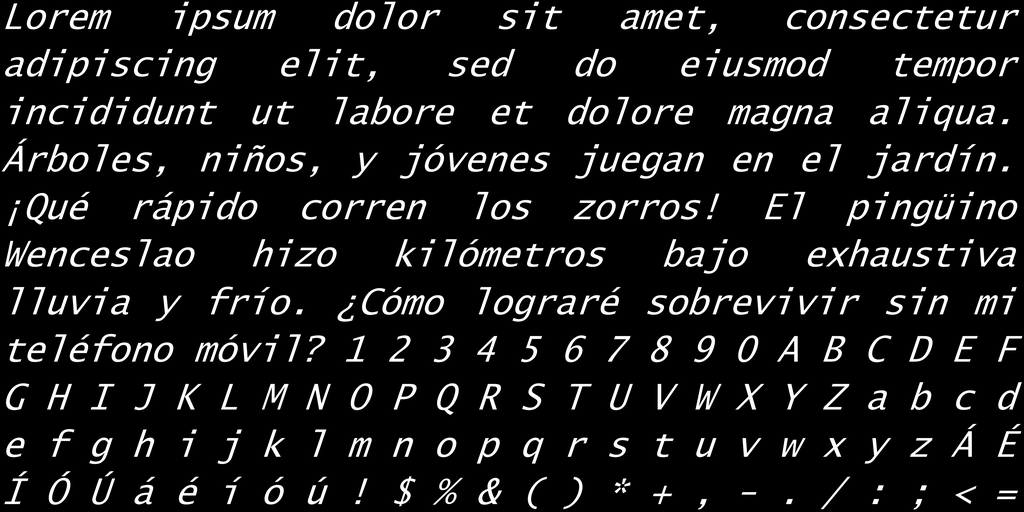 Lorem ipsum dolor sit amet, consectetur
adipiscing elit, sed do eiusmod tempor
incididunt ut labore et dolore magna aliqua.
Árboles, niños, y jóvenes juegan en el jardín.
¡Qué rápido corren los zorros! El pingüino
Wenceslao hizo kilómetros bajo exhaustiva
lluvia y frío. ¿Cómo lograré sobrevivir sin mi
teléfono móvil? 1 2 3 4 5 6 7 8 9 0 A B C D E F
G H I J K L M N O P Q R S T U V W X Y Z a b c d
e f g h i j k l m n o p q r s t u v w x y z Á É
Í Ó Ú á é í ó ú ! $ % & ( ) * + , - . / : ; < =